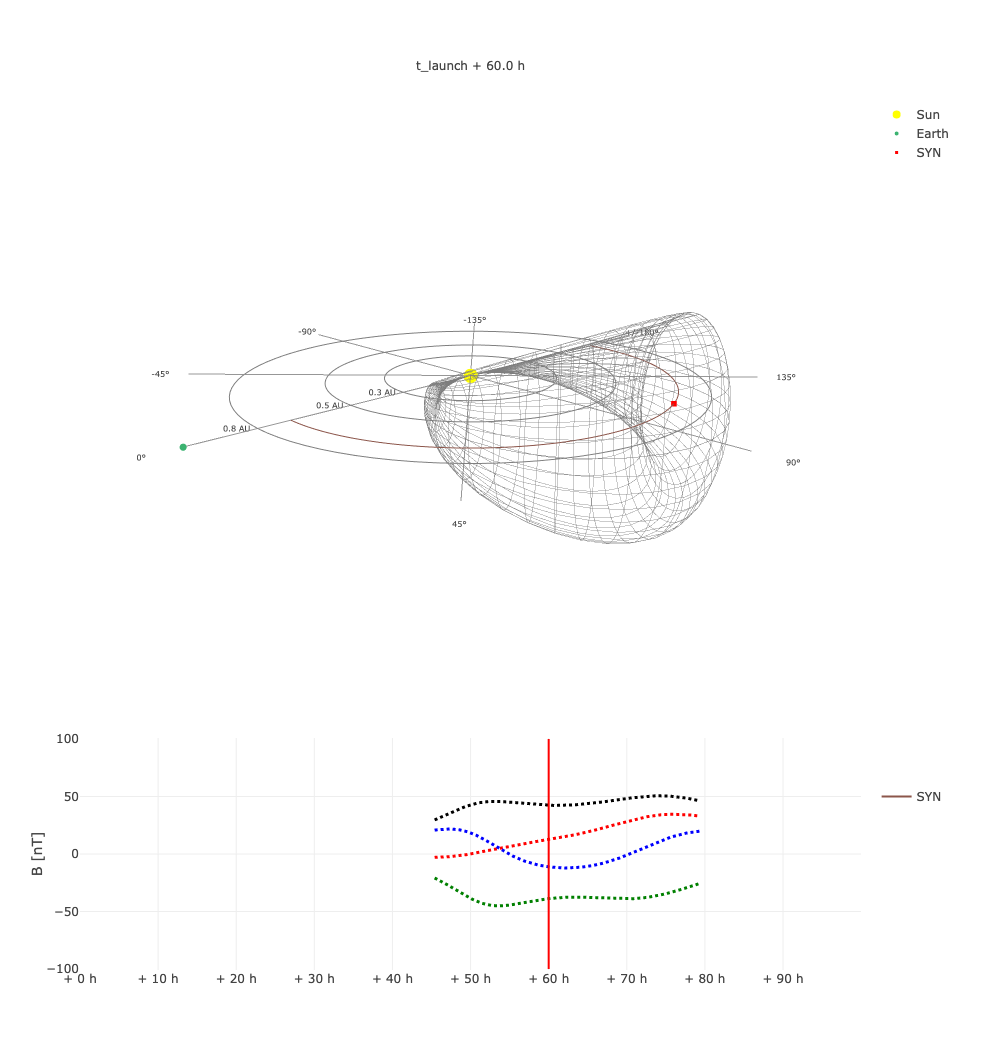 t_launch + 60.0 h
Sun
Earth
SYN
-135°
-90°
+/-180°
-45°
135°
0.3 AU
0.5 AU
0.8 AU
0°
90°
45°
100
50
SYN
0
B [nT]
−50
−100
+ 0 h + 10 h + 20 h + 30 h + 40 h + 50 h + 60 h + 70 h + 80 h + 90 h